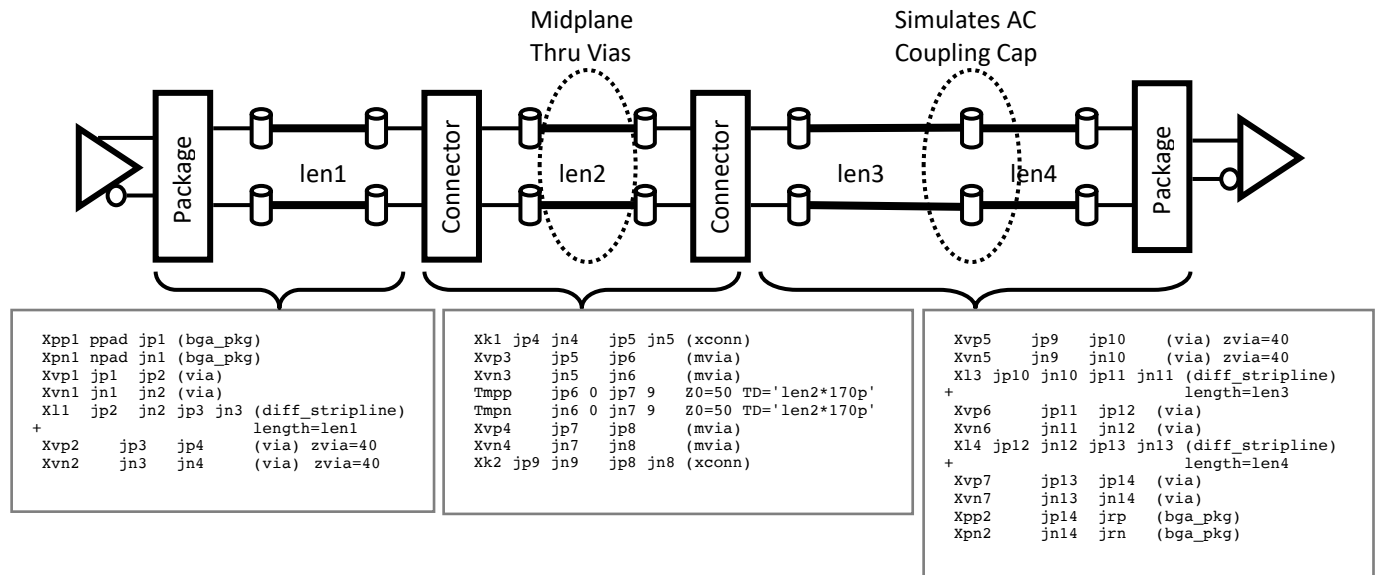 Midplane
Thru Vias
Simulates AC
Coupling Cap
Package
len1
Connector
len2
Connector
len3
len4
Package
Xpp1 ppad jp1 (bga_pkg)
Xpn1 npad jn1 (bga_pkg)
Xvp1 jp1 jp2 (via)
Xvn1 jn1 jn2 (via)
Xl1 jp2 jn2 jp3 jn3 (diff_stripline)
+ length=len1
Xvp2 jp3 jp4 (via) zvia=40
Xvn2 jn3 jn4 (via) zvia=40
Xk1 jp4 jn4 jp5 jn5 (xconn)
Xvp3 jp5 jp6 (mvia)
Xvn3 jn5 jn6 (mvia)
Tmpp jp6 0 jp7 9 Z0=50 TD='len2*170p'
Tmpn jn6 0 jn7 9 Z0=50 TD='len2*170p'
Xvp4 jp7 jp8 (mvia)
Xvn4 jn7 jn8 (mvia)
Xk2 jp9 jn9 jp8 jn8 (xconn)
Xvp5 jp9 jp10 (via) zvia=40
Xvn5 jn9 jn10 (via) zvia=40
Xl3 jp10 jn10 jp11 jn11 (diff_stripline)
+ length=len3
Xvp6 jp11 jp12 (via)
Xvn6 jn11 jn12 (via)
Xl4 jp12 jn12 jp13 jn13 (diff_stripline)
+ length=len4
Xvp7 jp13 jp14 (via)
Xvn7 jn13 jn14 (via)
Xpp2 jp14 jrp (bga_pkg)
Xpn2 jn14 jrn (bga_pkg)